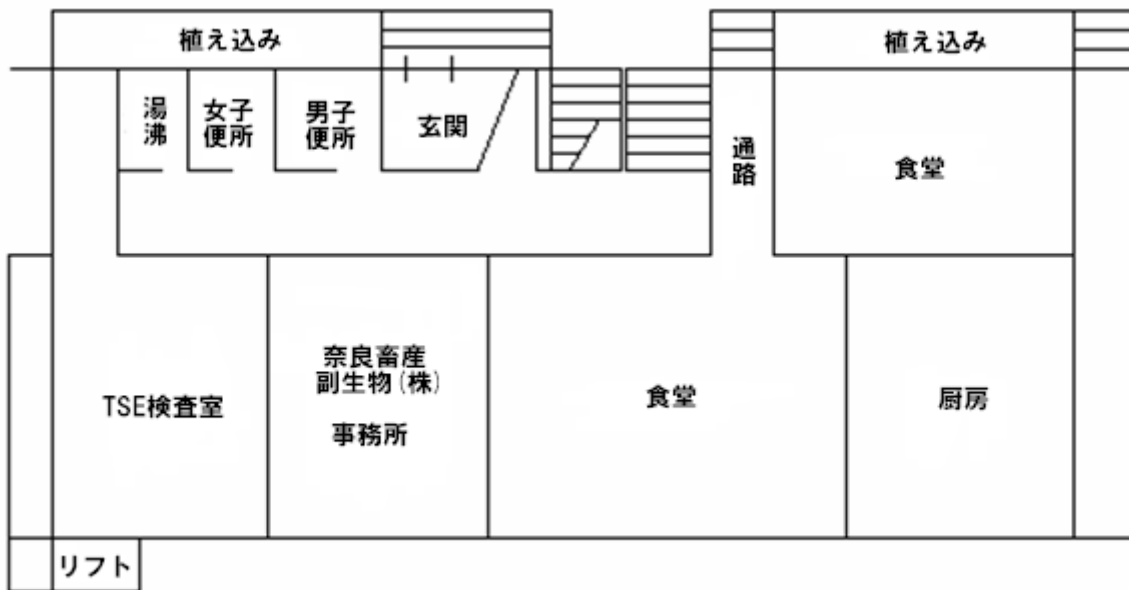 植え込み
植え込み
湯沸
女子
便所
男子
便所
玄関
通路
食堂
TSE検査室
奈良畜産
副生物(株)
事務所
食堂
厨房
リフト